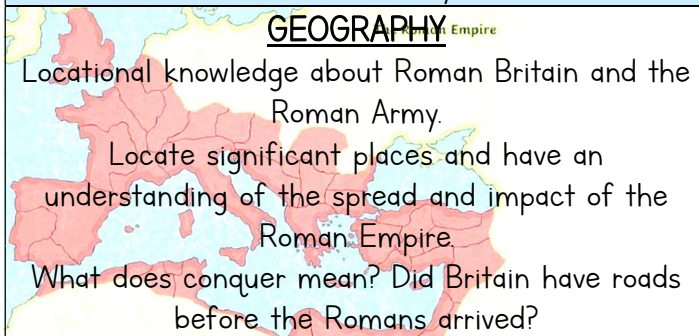 GEOGRAPHY
Roman Empire
Locational knowledge about Roman Britain and the
Roman Army.
Locate significant places and have an
understanding of the spread and impact of the
Roman Empire.
What does conquer mean? Did Britain have roads
before the Romans arrived?